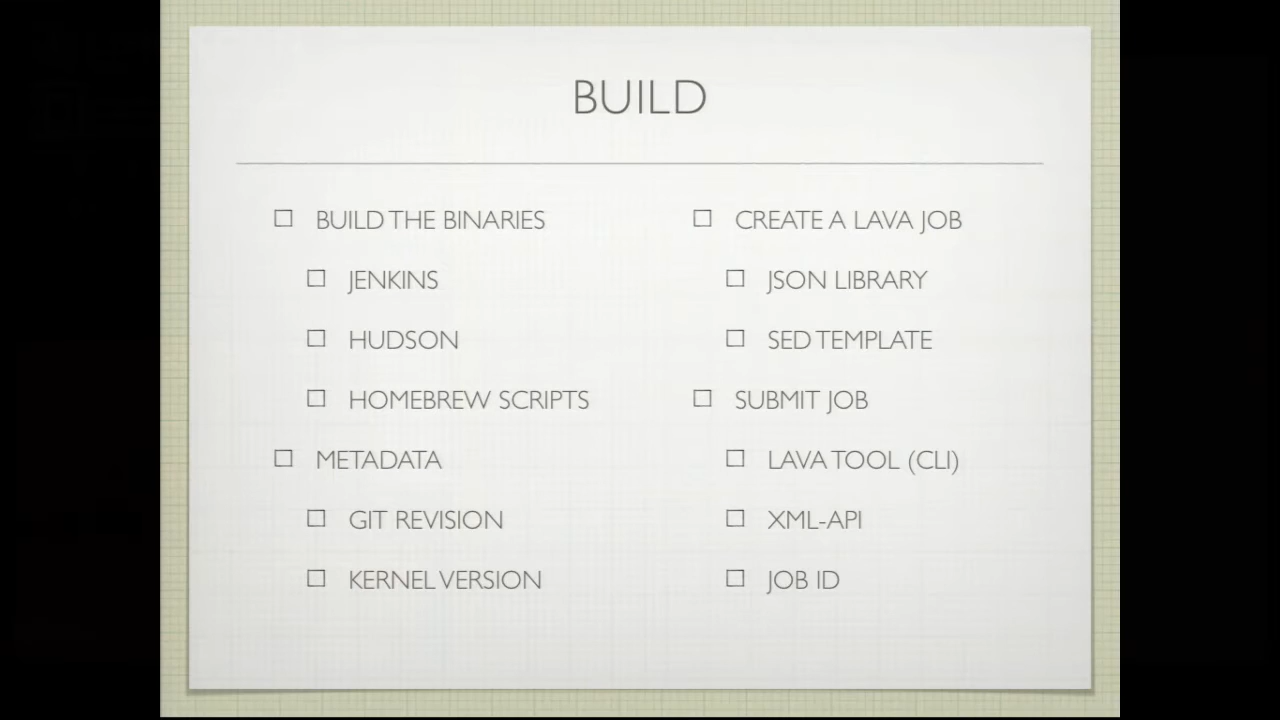 BUILD
BUILD THE BINARIES
JENKINS
HUDSON
HOMEBREW SCRIPTS
METADATA
GIT REVISION
KERNEL VERSION
CREATE A LAVA JOB
JSON LIBRARY
SED TEMPLATE
SUBMIT JOB
LAVA TOOL (CLI)
XML-API
JOB ID